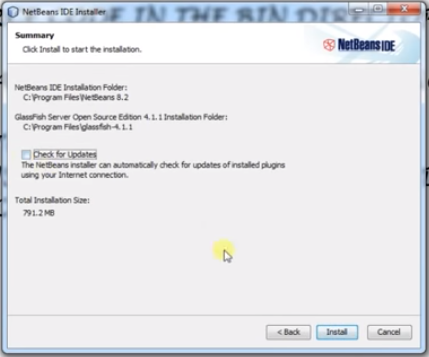 NetBeans IDE Installer
IN THE BIN
Summary
Click Install to start the installation.
NetBeans IDE
NetBeans IDE Installation Folder:
C:\Program Files\NetBeans 8.2
GlassFish Server Open Source Edition 4.1.1 Installation Folder:
C:\Program Files\glassfish-4.1.1
Check for Updates
The NetBeans installer can automatically check for updates of installed plugins
using your Internet connection.
Total Installation Size:
791.2 MB
< Back
Install
Cancel